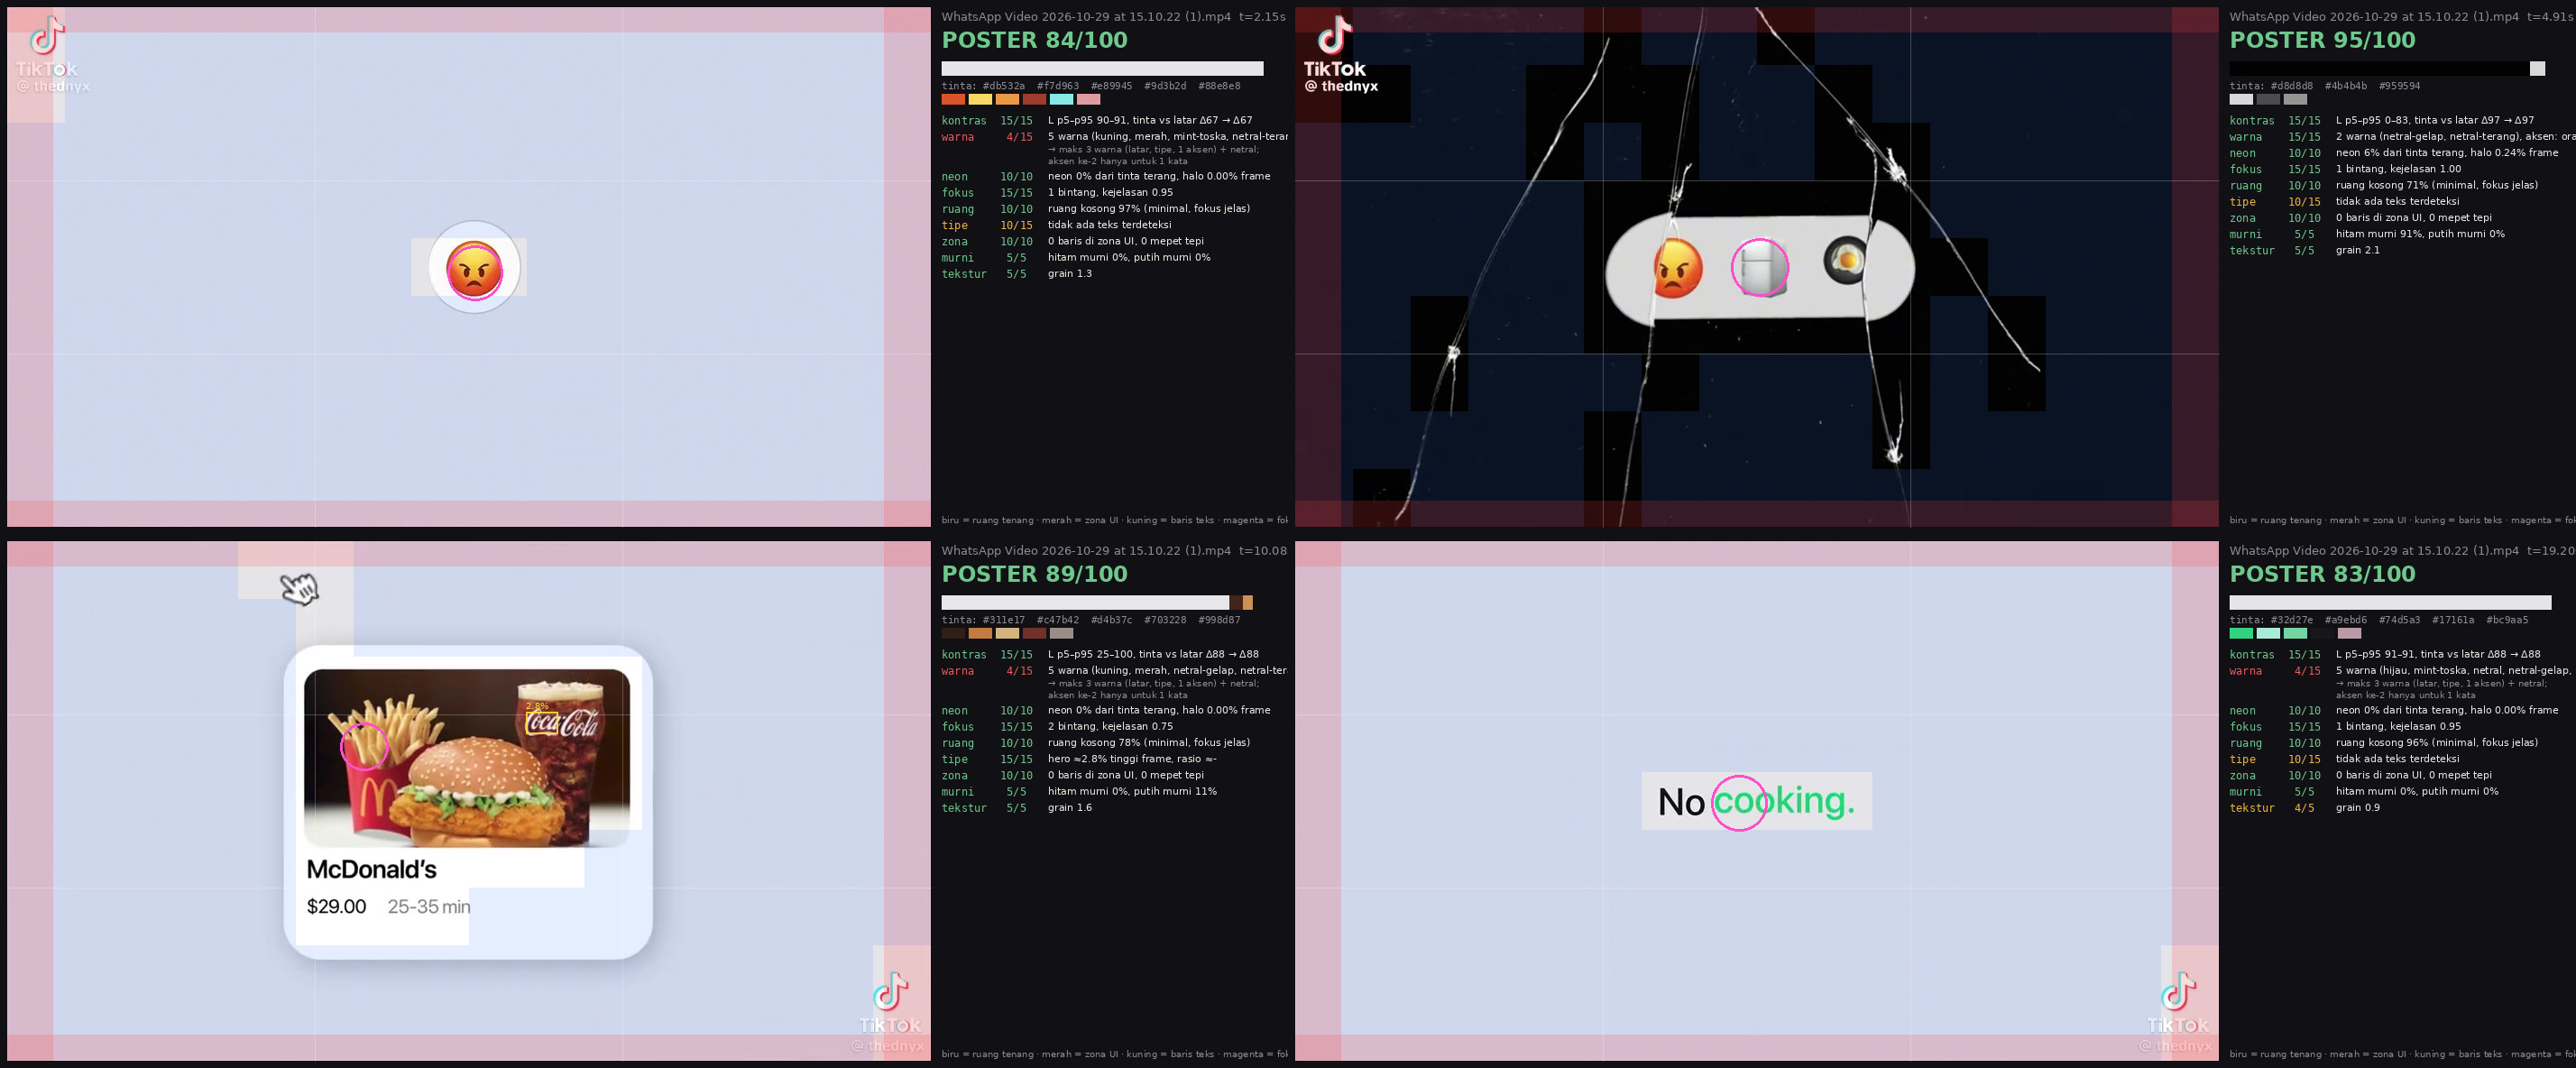 TikTok
@ thednyx
WhatsApp Video 2026-10-29 at 15.10.22 (1).mp4  t=2.15s
POSTER 84/100
tinta: #db532a  #f7d963  #e89945  #9d3b2d  #88e8e8
kontras 15/15 L p5–p95 90–91, tinta vs latar Δ67 → Δ67
warna 4/15 5 warna (kuning, merah, mint-toska, netral-terar
→ maks 3 warna (latar, tipe, 1 aksen) + netral;
aksen ke-2 hanya untuk 1 kata
neon 10/10 neon 0% dari tinta terang, halo 0.00% frame
fokus 15/15 1 bintang, kejelasan 0.95
ruang 10/10 ruang kosong 97% (minimal, fokus jelas)
tipe 10/15 tidak ada teks terdeteksi
zona 10/10 0 baris di zona UI, 0 mepet tepi
murni 5/5 hitam murni 0%, putih murni 0%
tekstur 5/5 grain 1.3
biru = ruang tenang · merah = zona UI · kuning = baris teks · magenta = fok
TikTok
@ thednyx
WhatsApp Video 2026-10-29 at 15.10.22 (1).mp4  t=4.91s
POSTER 95/100
tinta: #d8d8d8  #4b4b4b  #959594
kontras 15/15 L p5–p95 0–83, tinta vs latar Δ97 → Δ97
warna 15/15 2 warna (netral-gelap, netral-terang), aksen: ora
neon 10/10 neon 6% dari tinta terang, halo 0.24% frame
fokus 15/15 1 bintang, kejelasan 1.00
ruang 10/10 ruang kosong 71% (minimal, fokus jelas)
tipe 10/15 tidak ada teks terdeteksi
zona 10/10 0 baris di zona UI, 0 mepet tepi
murni 5/5 hitam murni 91%, putih murni 0%
tekstur 5/5 grain 2.1
biru = ruang tenang · merah = zona UI · kuning = baris teks · magenta = fok
2.8%
Coca Cola
McDonald's
$29.00 25-35 min
TikTok
@ thednyx
WhatsApp Video 2026-10-29 at 15.10.22 (1).mp4  t=10.08
POSTER 89/100
tinta: #311e17  #c47b42  #d4b37c  #703228  #998d87
kontras 15/15 L p5–p95 25–100, tinta vs latar Δ88 → Δ88
warna 4/15 5 warna (kuning, merah, netral-gelap, netral-ter
→ maks 3 warna (latar, tipe, 1 aksen) + netral;
aksen ke-2 hanya untuk 1 kata
neon 10/10 neon 0% dari tinta terang, halo 0.00% frame
fokus 15/15 2 bintang, kejelasan 0.75
ruang 10/10 ruang kosong 78% (minimal, fokus jelas)
tipe 15/15 hero ≈2.8% tinggi frame, rasio ≈-
zona 10/10 0 baris di zona UI, 0 mepet tepi
murni 5/5 hitam murni 0%, putih murni 11%
tekstur 5/5 grain 1.6
biru = ruang tenang · merah = zona UI · kuning = baris teks · magenta = fok
No cooking.
TikTok
@ thednyx
WhatsApp Video 2026-10-29 at 15.10.22 (1).mp4  t=19.20
POSTER 83/100
tinta: #32d27e  #a9ebd6  #74d5a3  #17161a  #bc9aa5
kontras 15/15 L p5–p95 91–91, tinta vs latar Δ88 → Δ88
warna 4/15 5 warna (hijau, mint-toska, netral, netral-gelap,
→ maks 3 warna (latar, tipe, 1 aksen) + netral;
aksen ke-2 hanya untuk 1 kata
neon 10/10 neon 0% dari tinta terang, halo 0.00% frame
fokus 15/15 1 bintang, kejelasan 0.95
ruang 10/10 ruang kosong 96% (minimal, fokus jelas)
tipe 10/15 tidak ada teks terdeteksi
zona 10/10 0 baris di zona UI, 0 mepet tepi
murni 5/5 hitam murni 0%, putih murni 0%
tekstur 4/5 grain 0.9
biru = ruang tenang · merah = zona UI · kuning = baris teks · magenta = fok